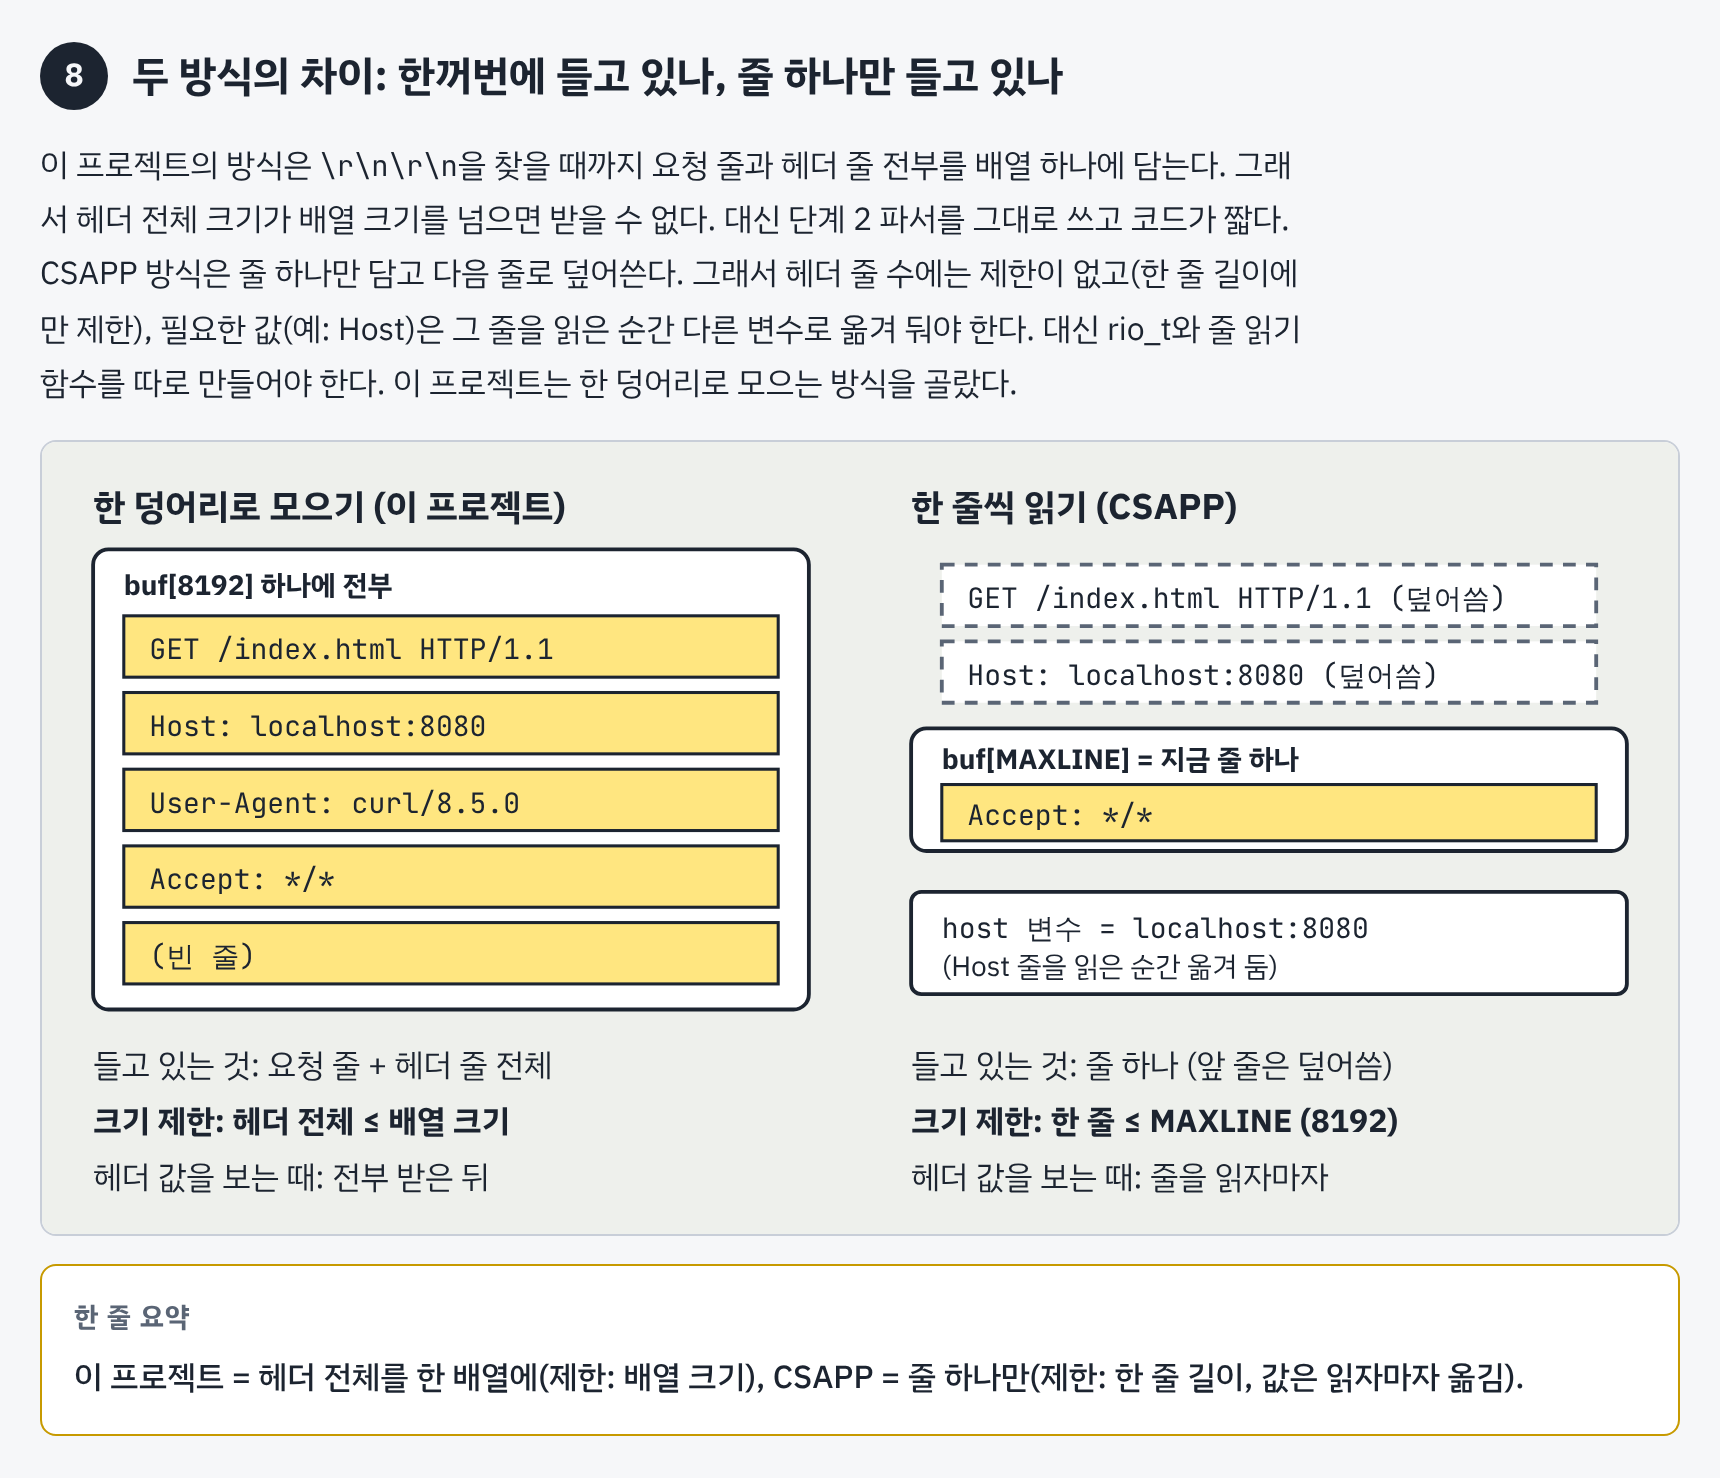 8
두 방식의 차이: 한꺼번에 들고 있나, 줄 하나만 들고 있나
이 프로젝트의 방식은 \r\n\r\n을 찾을 때까지 요청 줄과 헤더 줄 전부를 배열 하나에 담는다. 그래
서 헤더 전체 크기가 배열 크기를 넘으면 받을 수 없다. 대신 단계 2 파서를 그대로 쓰고 코드가 짧다.
CSAPP 방식은 줄 하나만 담고 다음 줄로 덮어쓴다. 그래서 헤더 줄 수에는 제한이 없고(한 줄 길이에
만 제한), 필요한 값(예: Host)은 그 줄을 읽은 순간 다른 변수로 옮겨 둬야 한다. 대신 rio_t와 줄 읽기
함수를 따로 만들어야 한다. 이 프로젝트는 한 덩어리로 모으는 방식을 골랐다.
한 덩어리로 모으기 (이 프로젝트)
buf[8192] 하나에 전부
GET /index.html HTTP/1.1
Host: localhost:8080
User-Agent: curl/8.5.0
Accept: */*
(빈 줄)
들고 있는 것: 요청 줄 + 헤더 줄 전체
크기 제한: 헤더 전체 ≤ 배열 크기
헤더 값을 보는 때: 전부 받은 뒤
한 줄씩 읽기 (CSAPP)
GET /index.html HTTP/1.1 (덮어씀)
Host: localhost:8080 (덮어씀)
buf[MAXLINE] = 지금 줄 하나
Accept: */*
host 변수 = localhost:8080
(Host 줄을 읽은 순간 옮겨 둠)
들고 있는 것: 줄 하나 (앞 줄은 덮어씀)
크기 제한: 한 줄 ≤ MAXLINE (8192)
헤더 값을 보는 때: 줄을 읽자마자
한 줄 요약
이 프로젝트 = 헤더 전체를 한 배열에(제한: 배열 크기), CSAPP = 줄 하나만(제한: 한 줄 길이, 값은 읽자마자 옮김).